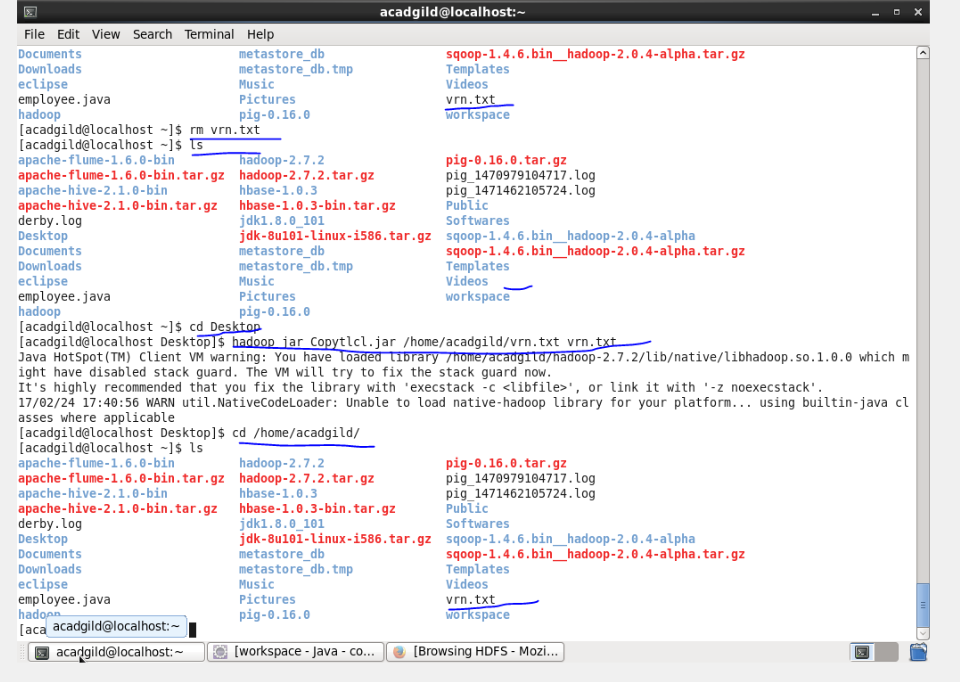 acadgild@localhost:~
File Edit View Search Terminal Help
Documents metastore_db sqoop-1.4.6.bin__hadoop-2.0.4-alpha.tar.gz
Downloads metastore_db.tmp Templates
eclipse Music Videos
employee.java Pictures vrn.txt
hadoop pig-0.16.0 workspace
[acadgild@localhost ~]$ rm vrn.txt
[acadgild@localhost ~]$ ls
apache-flume-1.6.0-bin hadoop-2.7.2 pig-0.16.0.tar.gz
apache-flume-1.6.0-bin.tar.gz hadoop-2.7.2.tar.gz pig_1470979104717.log
apache-hive-2.1.0-bin hbase-1.0.3 pig_1471462105724.log
apache-hive-2.1.0-bin.tar.gz hbase-1.0.3-bin.tar.gz Public
derby.log jdk1.8.0_101 Softwares
Desktop jdk-8u101-linux-i586.tar.gz sqoop-1.4.6.bin__hadoop-2.0.4-alpha
Documents metastore_db sqoop-1.4.6.bin__hadoop-2.0.4-alpha.tar.gz
Downloads metastore_db.tmp Templates
eclipse Music Videos
employee.java Pictures workspace
hadoop pig-0.16.0
[acadgild@localhost ~]$ cd Desktop
[acadgild@localhost Desktop]$ hadoop jar Copytlcl.jar /home/acadgild/vrn.txt vrn.txt
Java HotSpot(TM) Client VM warning: You have loaded library /home/acadgild/hadoop-2.7.2/lib/native/libhadoop.so.1.0.0 which m
ight have disabled stack guard. The VM will try to fix the stack guard now.
It's highly recommended that you fix the library with 'execstack -c <libfile>', or link it with '-z noexecstack'.
17/02/24 17:40:56 WARN util.NativeCodeLoader: Unable to load native-hadoop library for your platform... using builtin-java cl
asses where applicable
[acadgild@localhost Desktop]$ cd /home/acadgild/
[acadgild@localhost ~]$ ls
apache-flume-1.6.0-bin hadoop-2.7.2 pig-0.16.0.tar.gz
apache-flume-1.6.0-bin.tar.gz hadoop-2.7.2.tar.gz pig_1470979104717.log
apache-hive-2.1.0-bin hbase-1.0.3 pig_1471462105724.log
apache-hive-2.1.0-bin.tar.gz hbase-1.0.3-bin.tar.gz Public
derby.log jdk1.8.0_101 Softwares
Desktop jdk-8u101-linux-i586.tar.gz sqoop-1.4.6.bin__hadoop-2.0.4-alpha
Documents metastore_db sqoop-1.4.6.bin__hadoop-2.0.4-alpha.tar.gz
Downloads metastore_db.tmp Templates
eclipse Music Videos
employee.java Pictures vrn.txt
hadoop pig-0.16.0 workspace
[aca
acadgild@localhost:~
acadgild@localhost:~ [workspace - Java - co... [Browsing HDFS - Mozi...